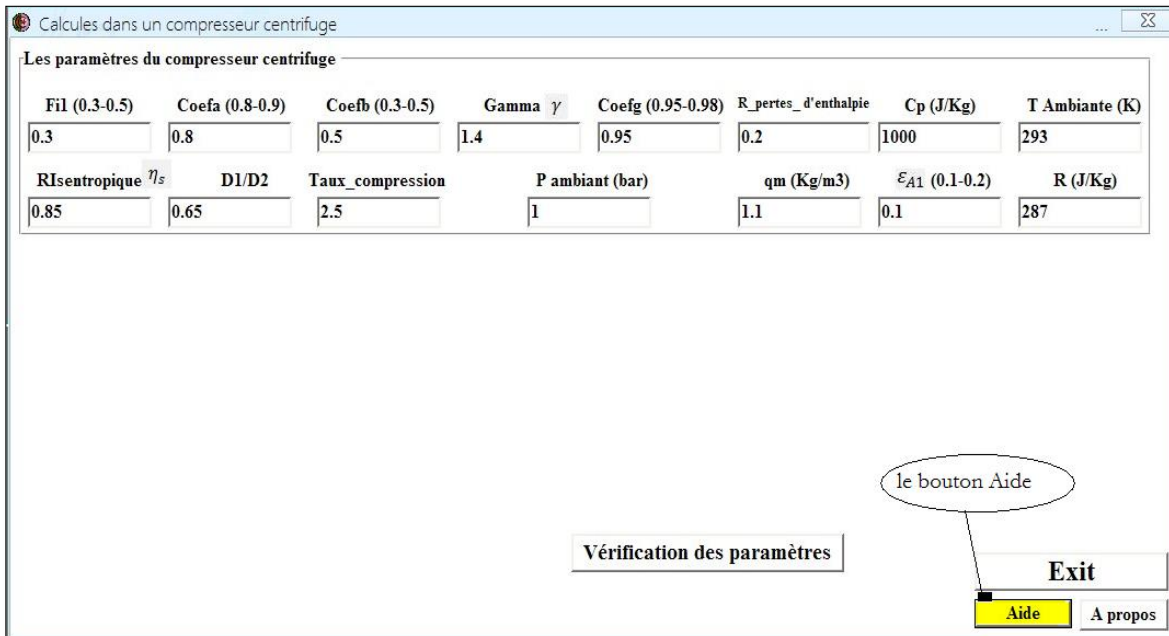 Calcules dans un compresseur centrifuge
...
Les paramètres du compresseur centrifuge
Fi1 (0.3-0.5) Coefa (0.8-0.9) Coefb (0.3-0.5) Gamma γ Coefg (0.95-0.98) R_pertes_ d'enthalpie Cp (J/Kg) T Ambiante (K)
0.3 0.8 0.5 1.4 0.95 0.2 1000 293
RIsentropique ηs D1/D2 Taux_compression P ambiant (bar) qm (Kg/m3) εA1 (0.1-0.2) R (J/Kg)
0.85 0.65 2.5 1 1.1 0.1 287
le bouton Aide
Vérification des paramètres
Exit
Aide A propos